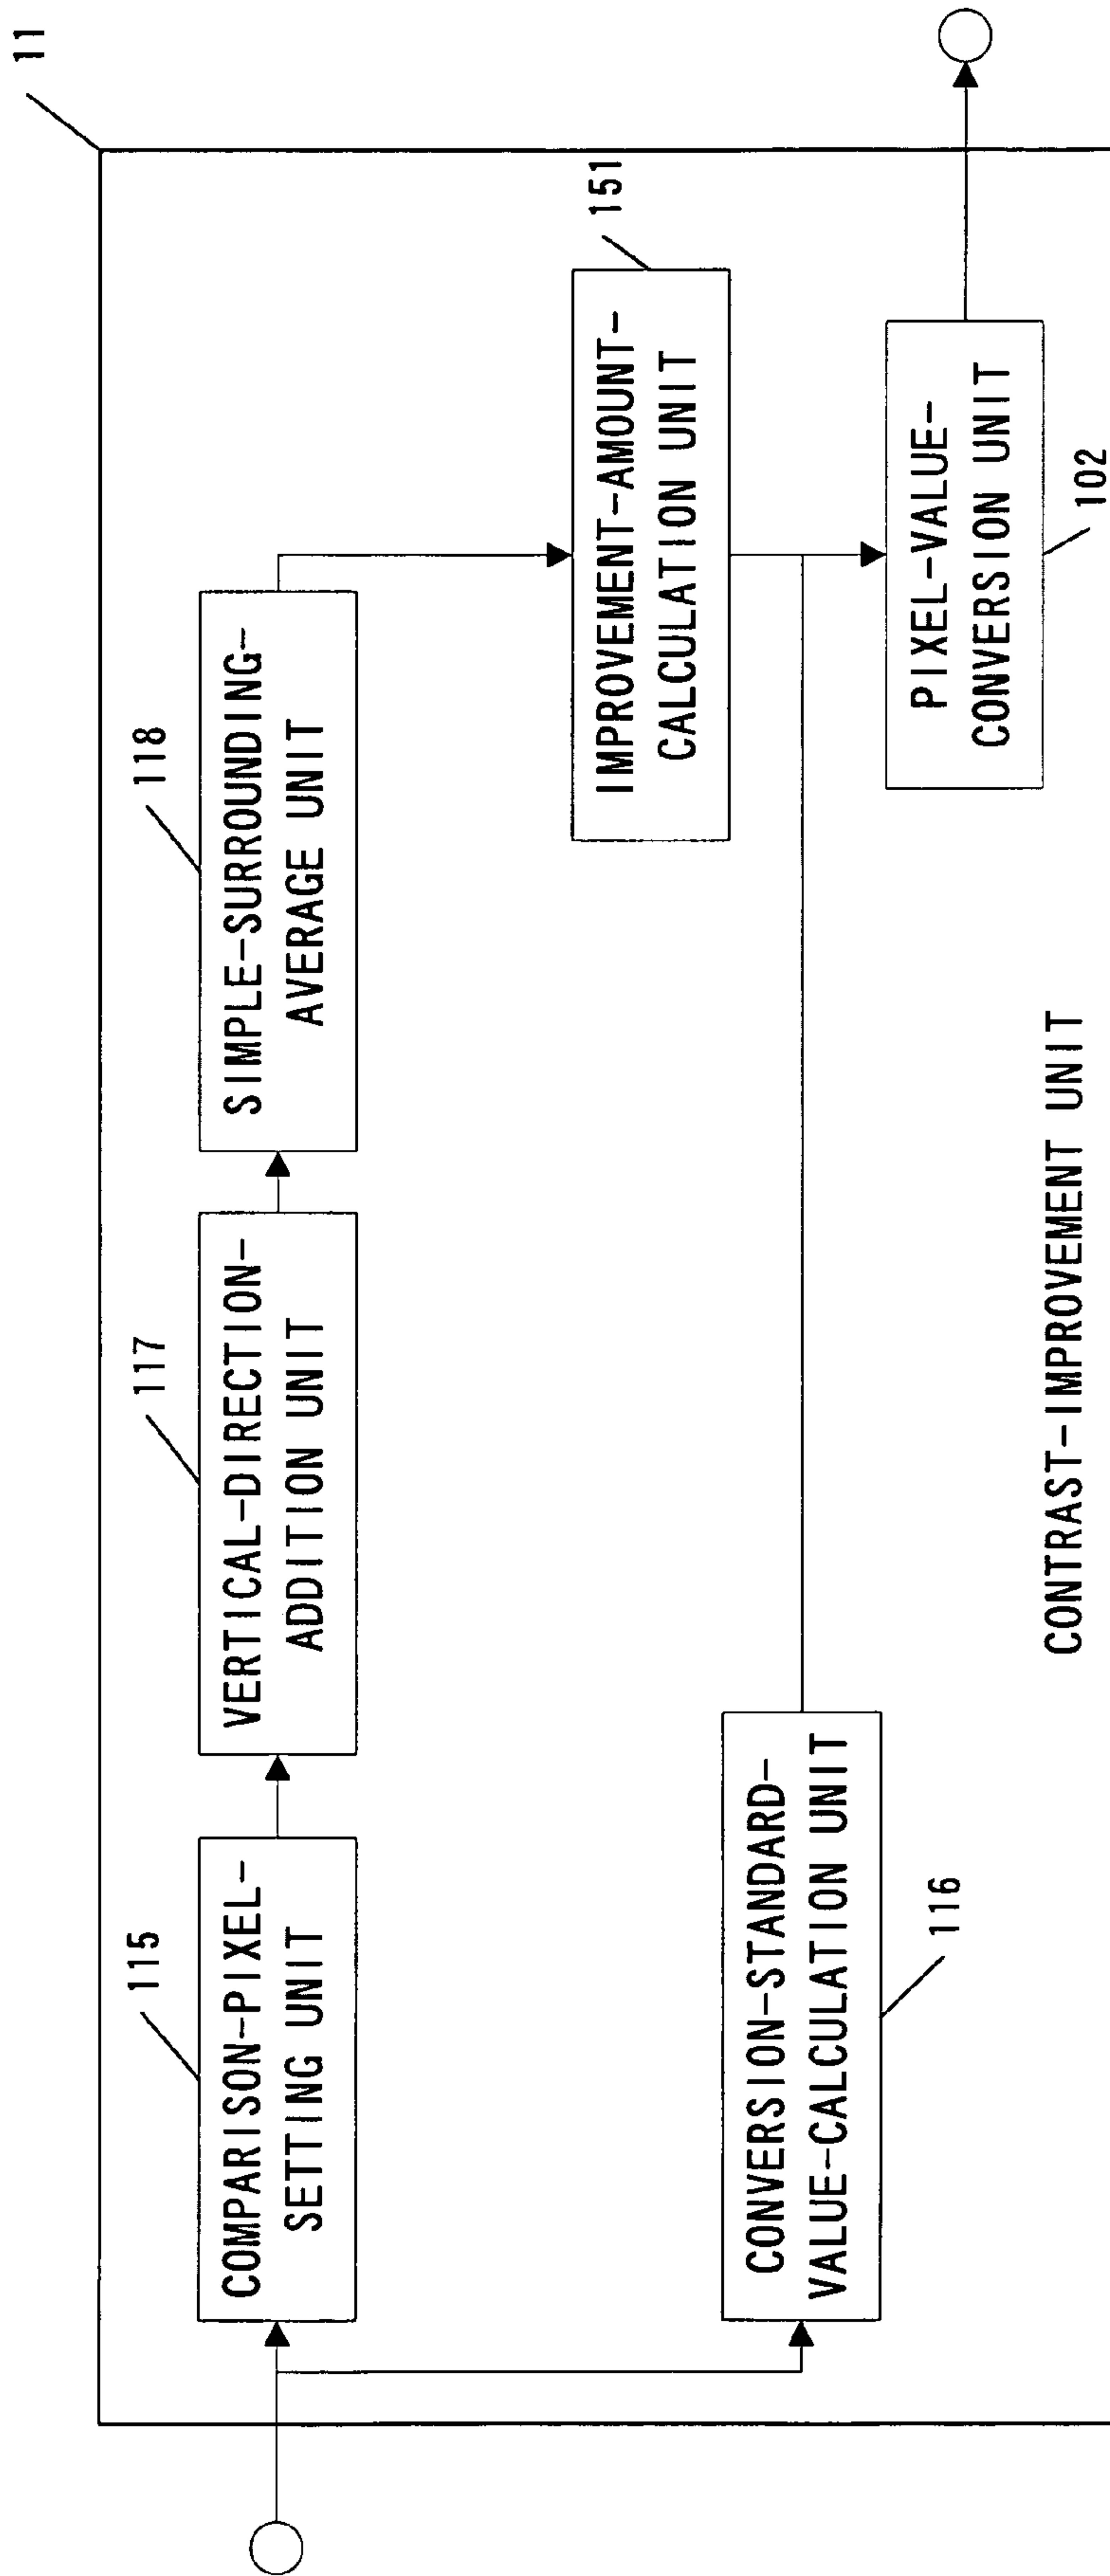 11
115
COMPARISON-PIXEL-
SETTING UNIT
117
VERTICAL-DIRECTION-
ADDITION UNIT
118
SIMPLE-SURROUNDING-
AVERAGE UNIT
151
IMPROVEMENT-AMOUNT-
CALCULATION UNIT
CONVERSION-STANDARD-
VALUE-CALCULATION UNIT
116
PIXEL-VALUE-
CONVERSION UNIT
102
CONTRAST-IMPROVEMENT UNIT